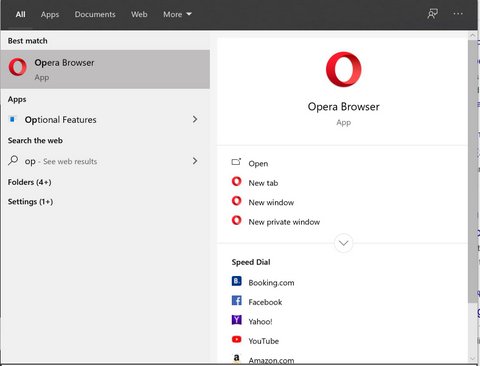 All Apps Documents Web More
Best match
Opera Browser
App
Apps
Optional Features
Search the web
op - See web results
Folders (4+)
Settings (1+)
Opera Browser
App
Open
New tab
New window
New private window
Speed Dial
Booking.com
Facebook
Yahoo!
YouTube
Amazon.com